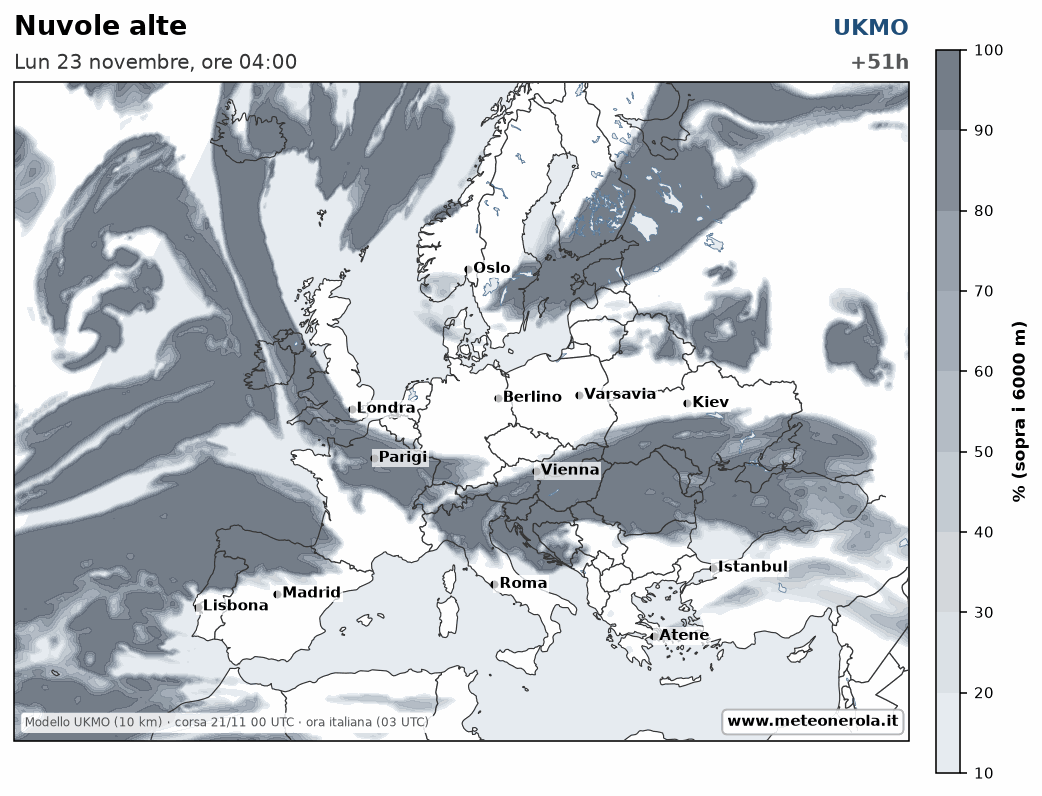 Nuvole alte
UKMO
Lun 23 novembre, ore 04:00
+51h
100
90
80
70
60
50
40
30
20
10
% (sopra i 6000 m)
Oslo
Londra
Berlino
Varsavia
Kiev
Parigi
Vienna
Istanbul
Roma
Madrid
Lisbona
Atene
Modello UKMO (10 km) · corsa 21/11 00 UTC · ora italiana (03 UTC)
www.meteonerola.it